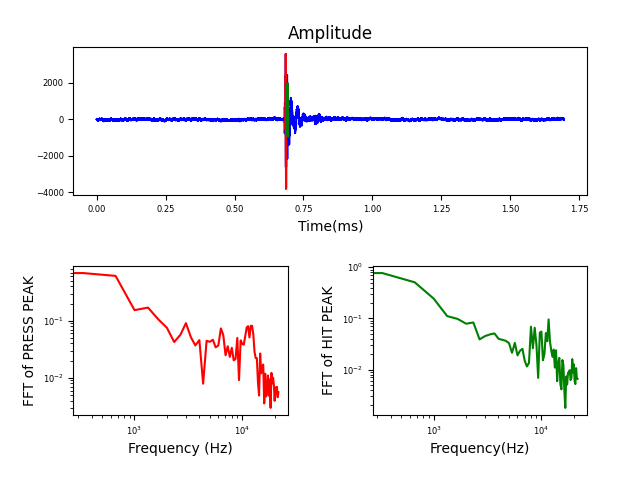 Amplitude
2000
0
−2000
−4000
0.00 0.25 0.50 0.75 1.00 1.25 1.50 1.75
Time(ms)
FFT of PRESS PEAK
10⁻¹
10⁻²
10³ 10⁴
Frequency (Hz)
FFT of HIT PEAK
10⁰
10⁻¹
10⁻²
10³ 10⁴
Frequency(Hz)